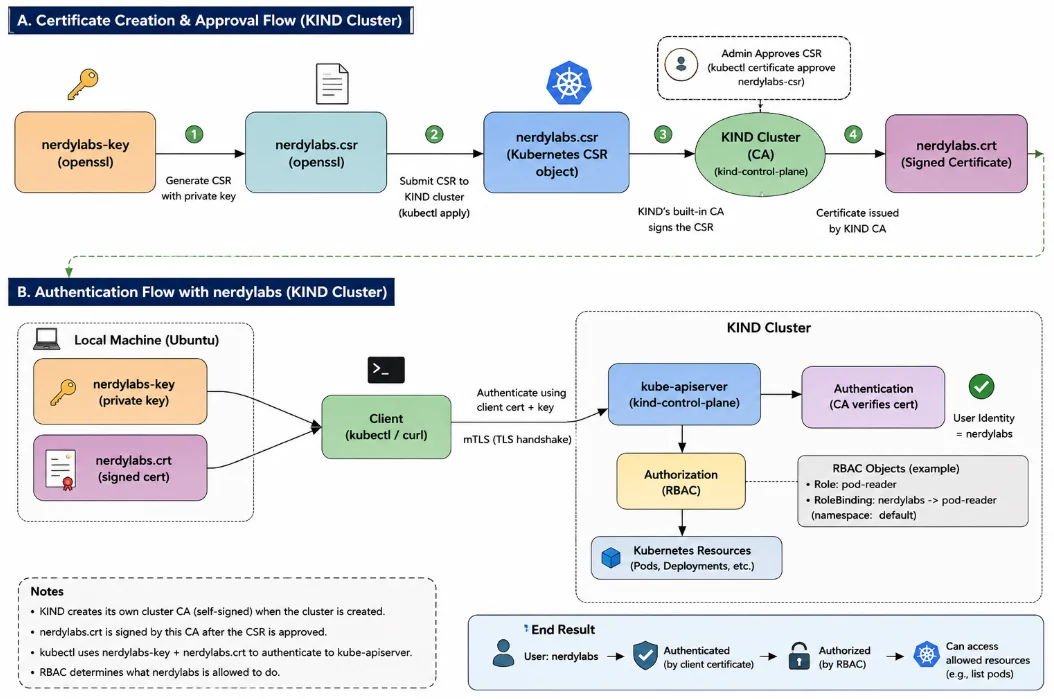 A. Certificate Creation & Approval Flow (KIND Cluster)
Admin Approves CSR
(kubectl certificate approve
nerdylabs-csr)
nerdylabs-key
(openssl)
1
Generate CSR
with private key
nerdylabs.csr
(openssl)
2
Submit CSR to
KIND cluster
(kubectl apply)
nerdylabs.csr
(Kubernetes CSR
object)
3
KIND's built-in CA
signs the CSR
KIND Cluster
(CA)
(kind-control-plane)
4
Certificate issued
by KIND CA
nerdylabs.crt
(Signed Certificate)
B. Authentication Flow with nerdylabs (KIND Cluster)
Local Machine (Ubuntu)
nerdylabs-key
(private key)
nerdylabs.crt
(signed cert)
>_
Client
(kubectl / curl)
Authenticate using
client cert + key
mTLS (TLS handshake)
KIND Cluster
kube-apiserver
(kind-control-plane)
Authentication
(CA verifies cert)
User Identity
= nerdylabs
Authorization
(RBAC)
RBAC Objects (example)
• Role: pod-reader
• RoleBinding: nerdylabs -> pod-reader
(namespace: default)
Kubernetes Resources
(Pods, Deployments, etc.)
Notes
• KIND creates its own cluster CA (self-signed) when the cluster is created.
• nerdylabs.crt is signed by this CA after the CSR is approved.
• kubectl uses nerdylabs-key + nerdylabs.crt to authenticate to kube-apiserver.
• RBAC determines what nerdylabs is allowed to do.
End Result
User: nerdylabs
Authenticated
(by client certificate)
Authorized
(by RBAC)
Can access
allowed resources
(e.g., list pods)